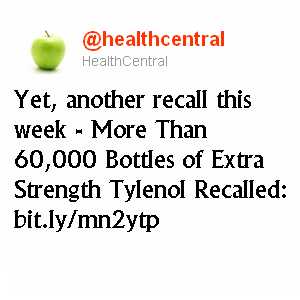 @healthcentral
HealthCentral
Yet, another recall this
week - More Than
60,000 Bottles of Extra
Strength Tylenol Recalled:
bit.ly/mn2ytp